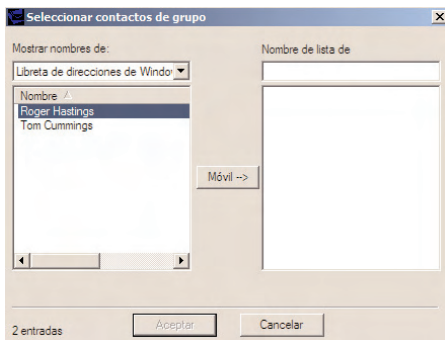 Seleccionar contactos de grupo
Mostrar nombres de:
Nombre de lista de
Libreta de direcciones de Windo
Nombre
Roger Hastings
Tom Cummings
Móvil -->
2 entradas
Aceptar
Cancelar